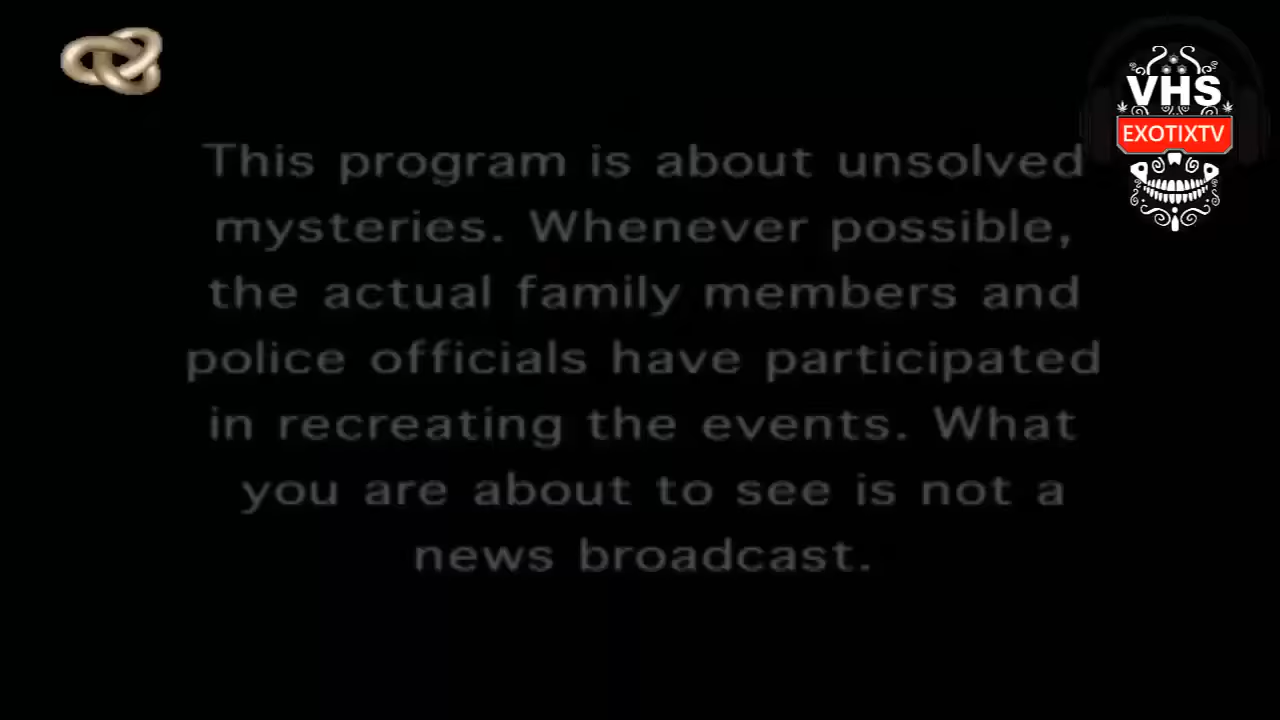 VHS
EXOTIXTV
This program is about unsolved
mysteries. Whenever possible,
the actual family members and
police officials have participated
in recreating the events. What
you are about to see is not a
news broadcast.